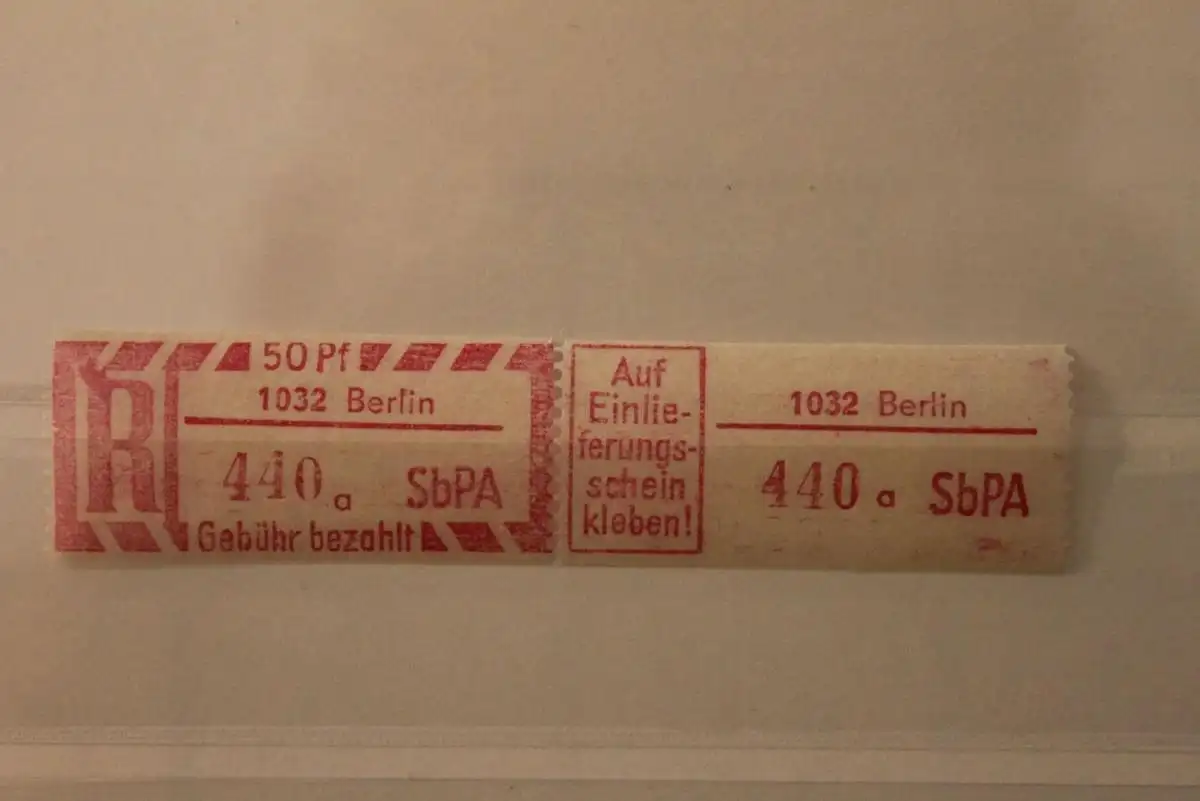 50 Pf
R
1032 Berlin
440 a SbPA
Gebühr bezahlt
Auf
Einlie-
ferungs-
schein
kleben!
1032 Berlin
440 a SbPA